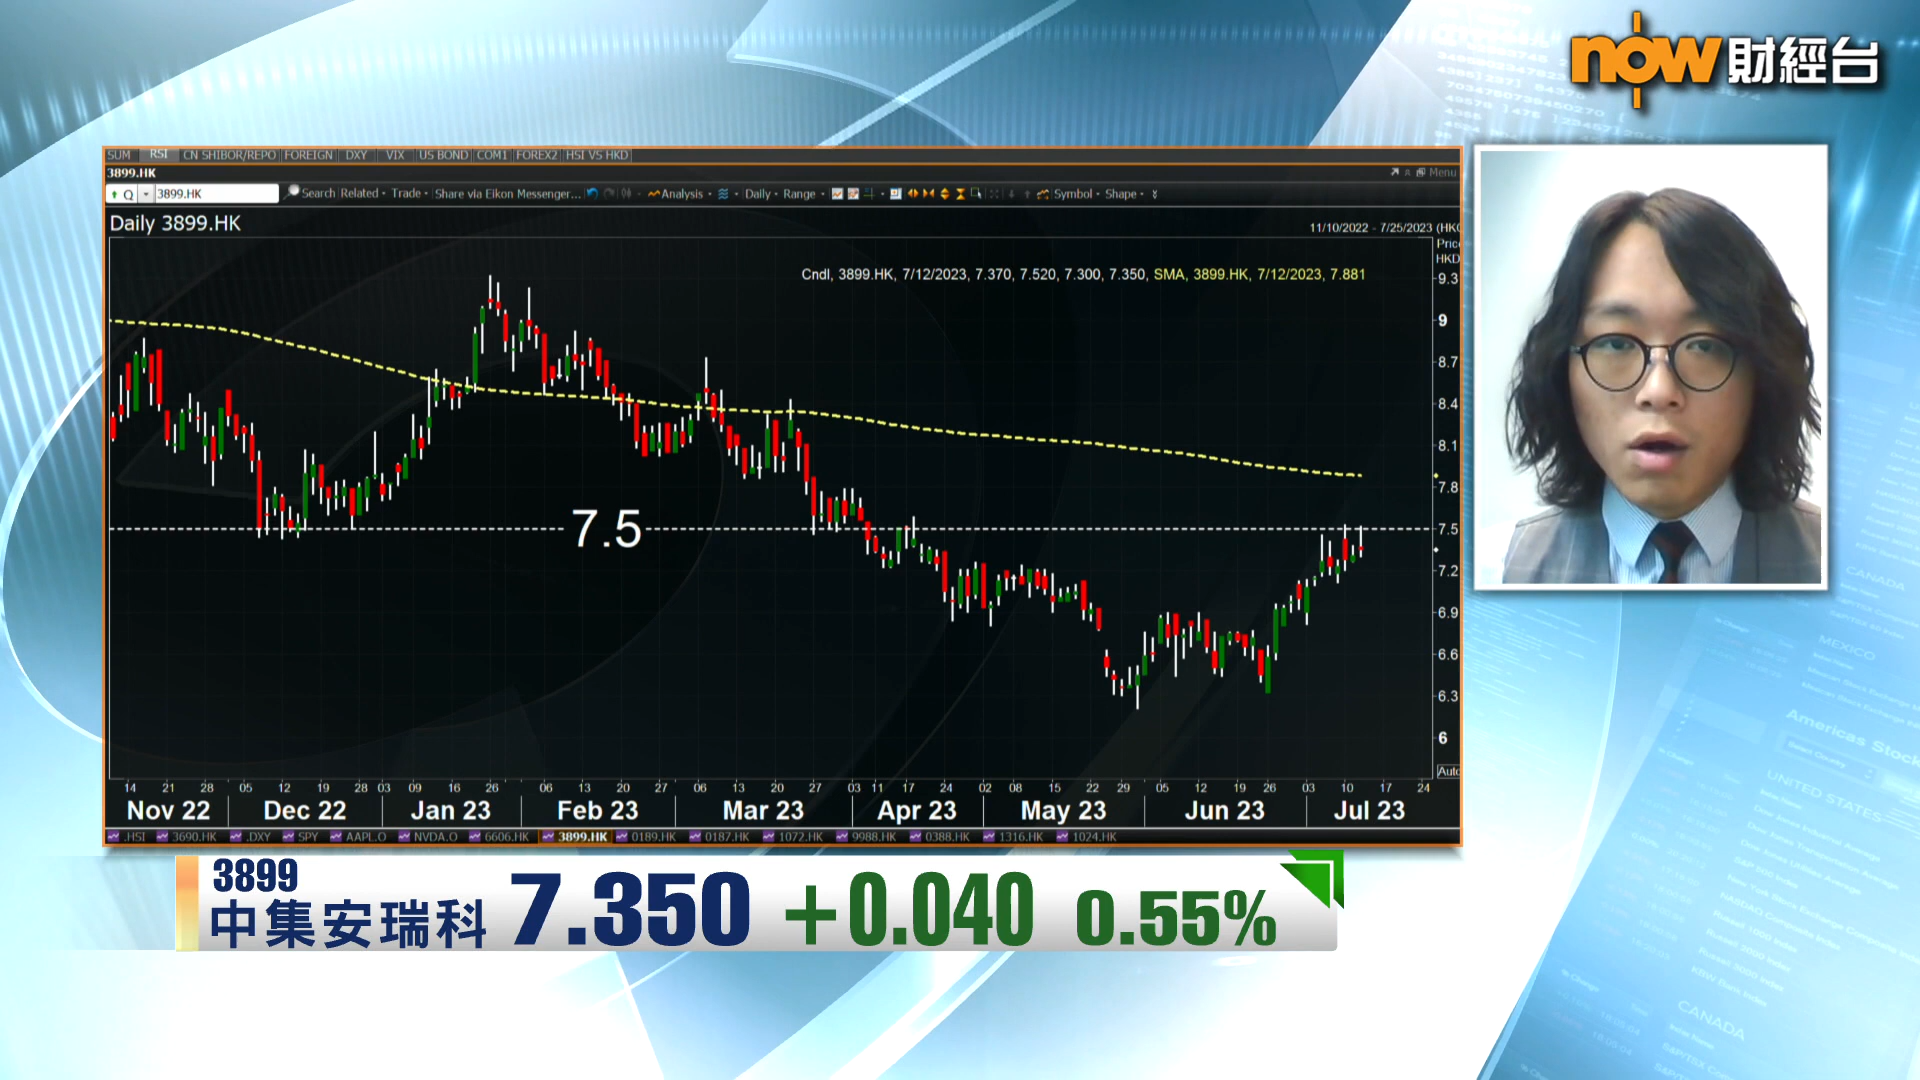 now 財經台
SUM RSI CN SHIBOR/REPO FOREIGN DXY VIX US BOND COM1 FOREX2 HSI VS HKD
3899.HK
Menu
Q 3899.HK Search Related Trade Share via Eikon Messenger... Analysis Daily Range Symbol Shape
Daily 3899.HK
11/10/2022 - 7/25/2023 (HKG
Price
HKD
Cndl, 3899.HK, 7/12/2023, 7.370, 7.520, 7.300, 7.350, SMA, 3899.HK, 7/12/2023, 7.881
9.3
9
8.7
8.4
8.1
7.8
7.5
7.5
7.2
6.9
6.6
6.3
6
Auto
14 21 28 05 12 19 28 03 09 16 26 06 13 20 27 06 13 20 27 03 11 17 24 02 08 15 22 29 05 12 19 26 03 10 17 24
Nov 22 Dec 22 Jan 23 Feb 23 Mar 23 Apr 23 May 23 Jun 23 Jul 23
.HSI 3690.HK .DXY SPY AAPL.O NVDA.O 6606.HK 3899.HK 0189.HK 0187.HK 1072.HK 9988.HK 0388.HK 1316.HK 1024.HK
3899
中集安瑞科 7.350 +0.040 0.55%
MEXICO
Americas Stock
UNITED STATES
CANADA